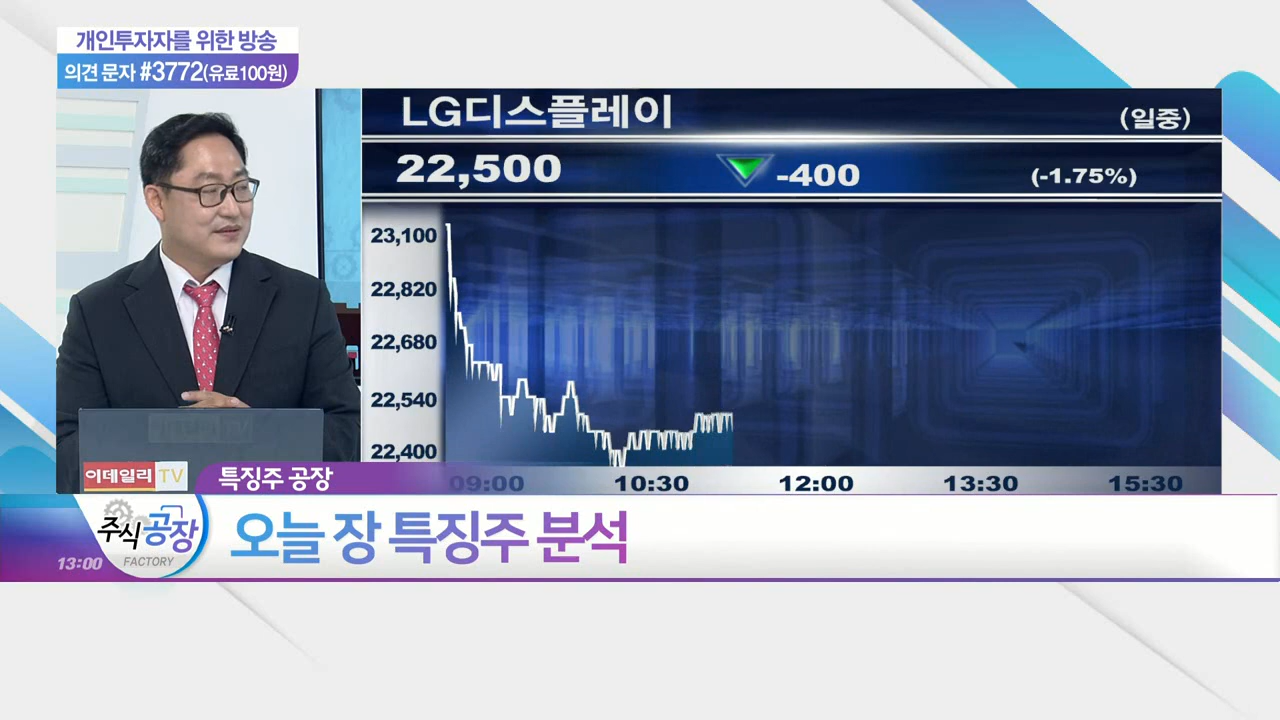 개인투자자를 위한 방송
의견 문자 #3772(유료100원)
LG디스플레이
(일중)
22,500
-400
(-1.75%)
23,100
22,820
22,680
22,540
22,400
09:00
10:30
12:00
13:30
15:30
이데일리 TV
특징주 공장
주식공장
FACTORY
13:00
오늘 장 특징주 분석